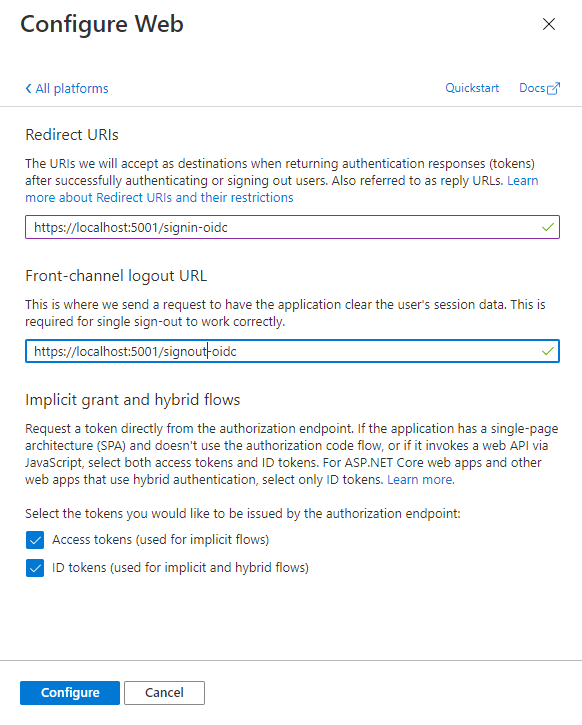 Configure Web
All platforms
Quickstart
Docs
Redirect URIs
The URIs we will accept as destinations when returning authentication responses (tokens)
after successfully authenticating or signing out users. Also referred to as reply URLs. Learn
more about Redirect URIs and their restrictions
https://localhost:5001/signin-oidc
Front-channel logout URL
This is where we send a request to have the application clear the user's session data. This is
required for single sign-out to work correctly.
https://localhost:5001/signout-oidc
Implicit grant and hybrid flows
Request a token directly from the authorization endpoint. If the application has a single-page
architecture (SPA) and doesn't use the authorization code flow, or if it invokes a web API via
JavaScript, select both access tokens and ID tokens. For ASP.NET Core web apps and other
web apps that use hybrid authentication, select only ID tokens. Learn more.
Select the tokens you would like to be issued by the authorization endpoint:
Access tokens (used for implicit flows)
ID tokens (used for implicit and hybrid flows)
Configure
Cancel